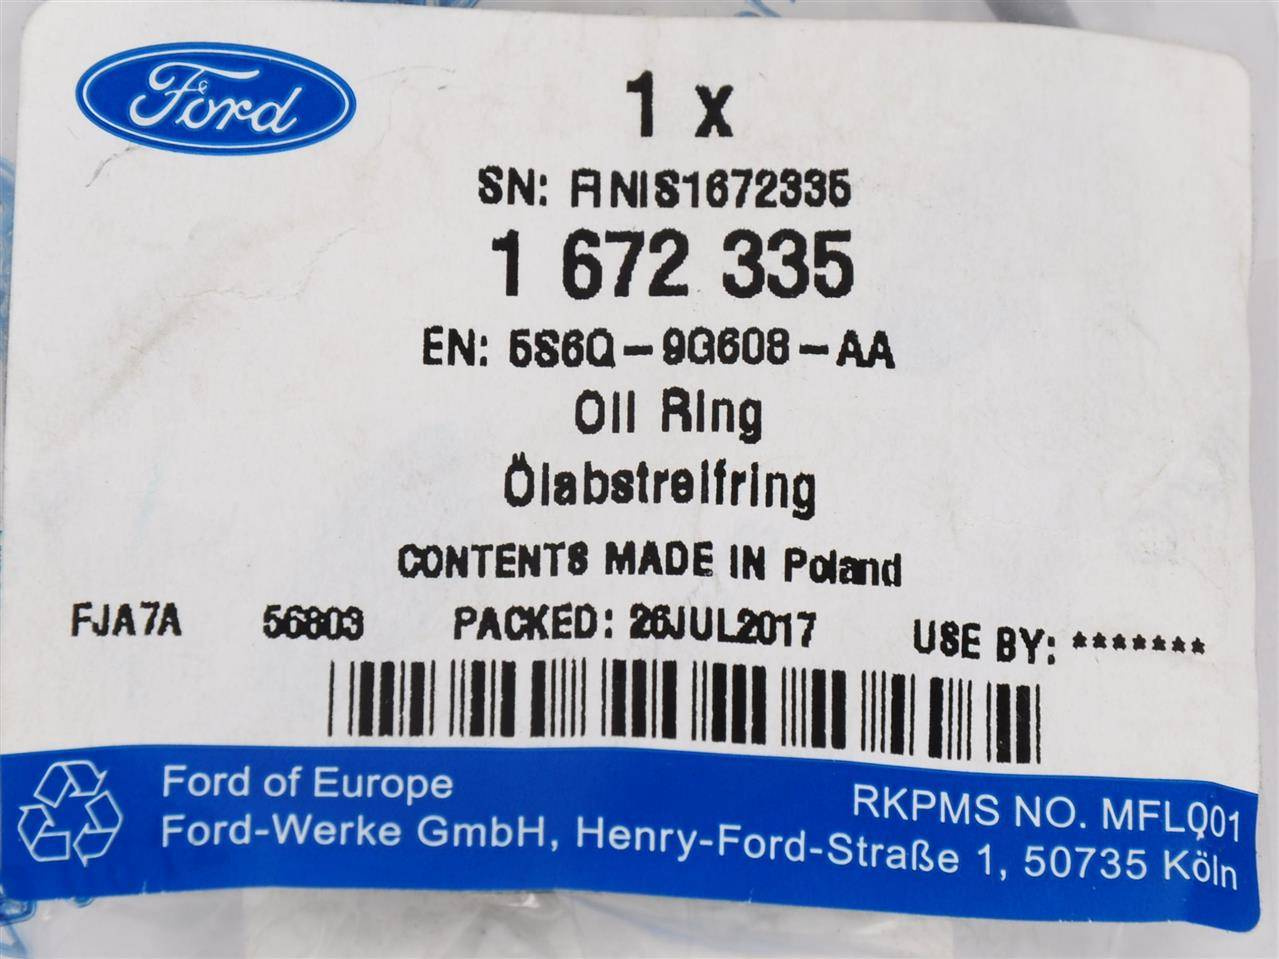 Ford
1 x
SN: FINIS1672335
1 672 335
EN: 5S6Q-9G608-AA
Oil Ring
Ölabstreifring
CONTENTS MADE IN Poland
FJA7A 56803 PACKED: 26JUL2017 USE BY: *******
Ford of Europe RKPMS NO. MFL001
Ford-Werke GmbH, Henry-Ford-Straße 1, 50735 Köln